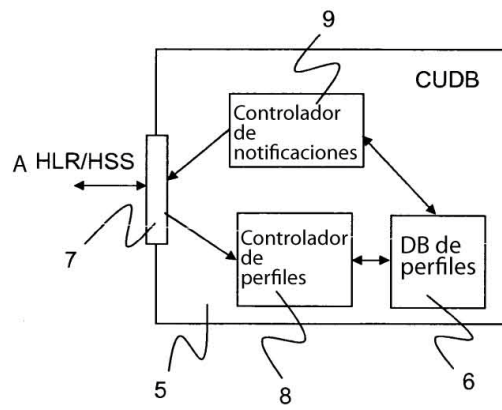 9
CUDB
Controlador
de
notificaciones
A HLR/HSS
7
Controlador
de
perfiles
DB de
perfiles
5
8
6